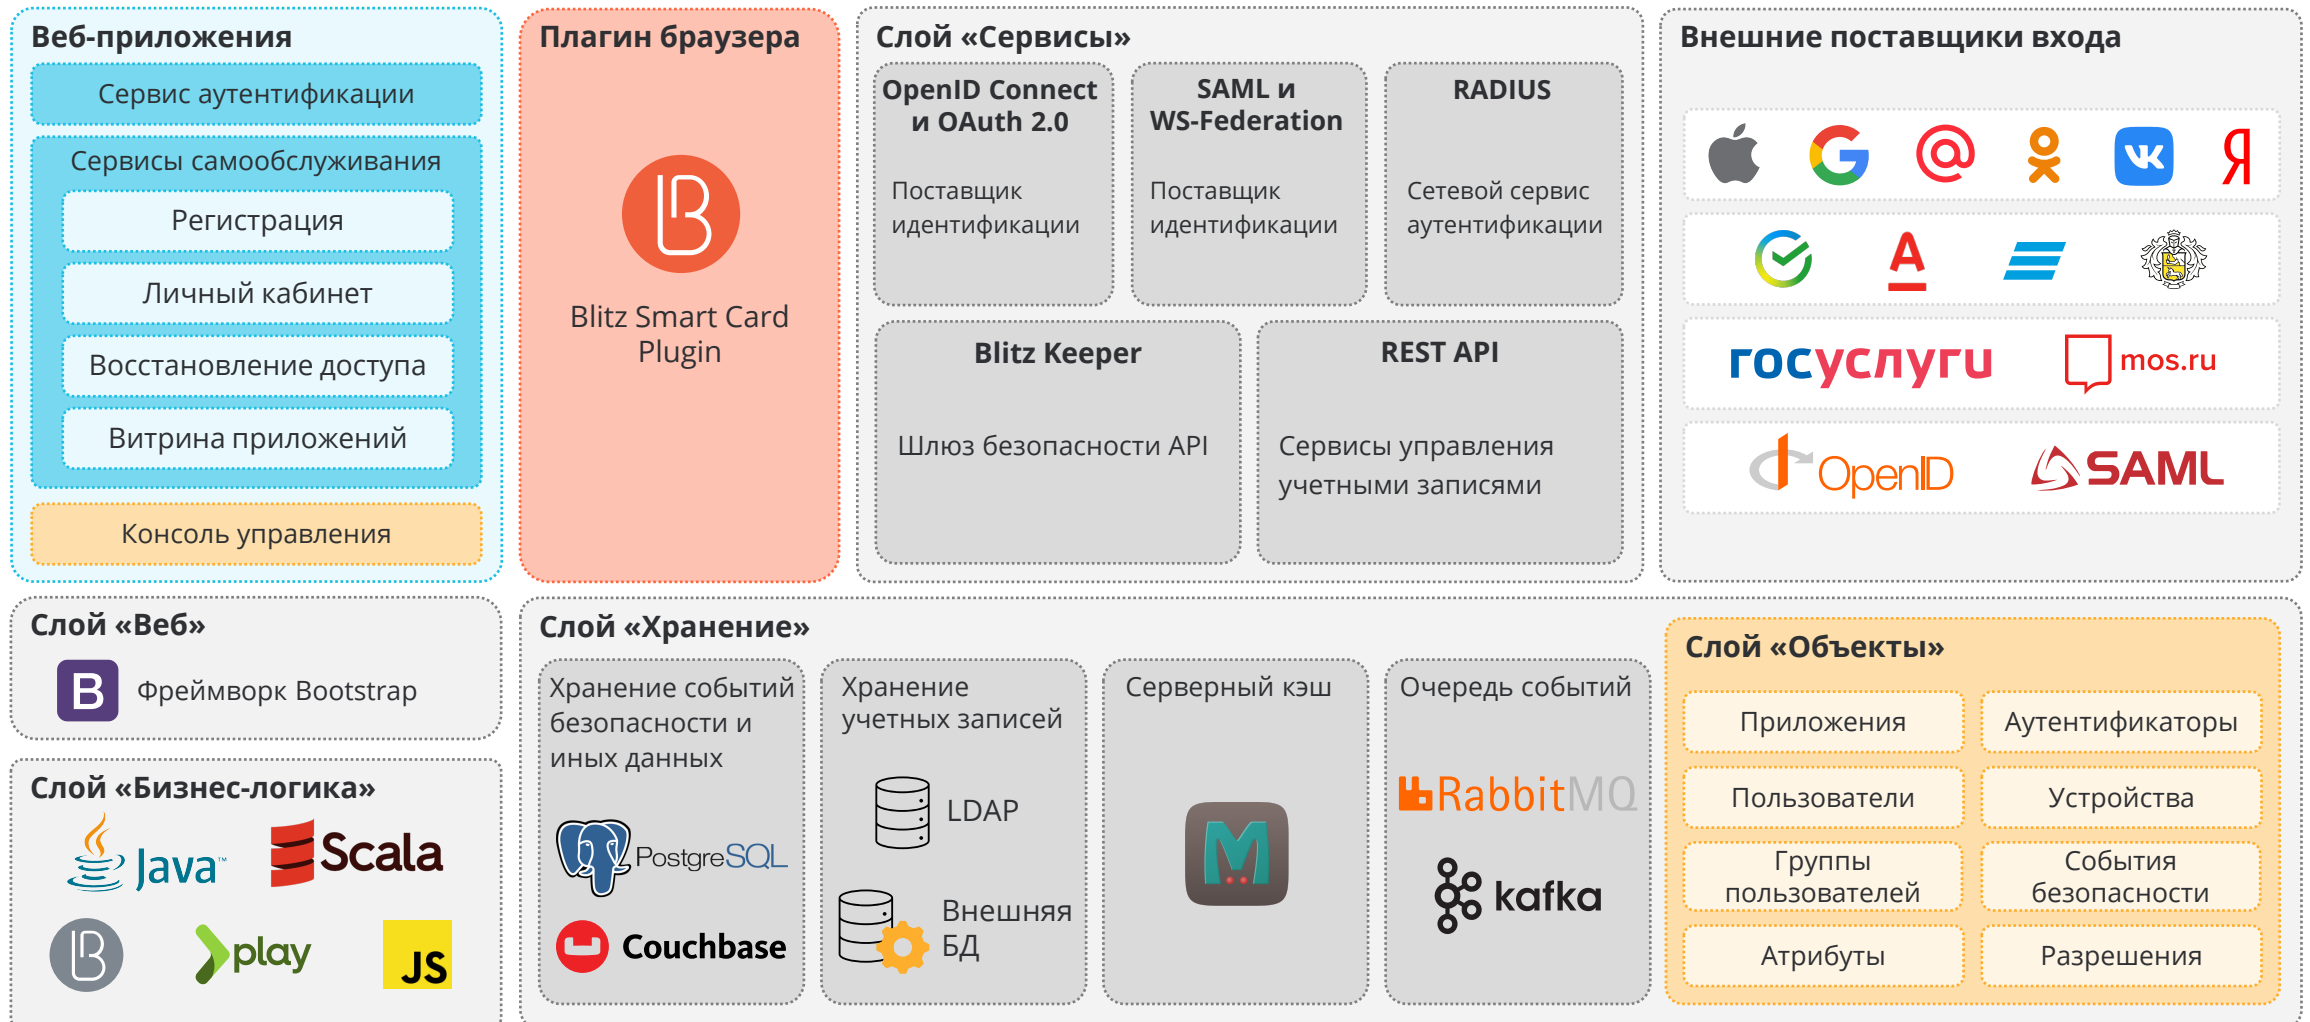 Веб-приложения
Сервис аутентификации
Сервисы самообслуживания
Регистрация
Личный кабинет
Восстановление доступа
Витрина приложений
Консоль управления
Плагин браузера
Blitz Smart Card
Plugin
Слой «Сервисы»
OpenID Connect
и OAuth 2.0
Поставщик
идентификации
SAML и
WS-Federation
Поставщик
идентификации
RADIUS
Сетевой сервис
аутентификации
Blitz Keeper
Шлюз безопасности API
REST API
Сервисы управления
учетными записями
Внешние поставщики входа
G @ VK Я
А
госуслуги mos.ru
OpenID SAML
Слой «Веб»
B Фреймворк Bootstrap
Слой «Бизнес-логика»
Java™ Scala
B play JS
Слой «Хранение»
Хранение событий
безопасности и
иных данных
PostgreSQL
Couchbase
Хранение
учетных записей
LDAP
Внешняя
БД
Серверный кэш
M
Очередь событий
RabbitMQ
kafka
Слой «Объекты»
Приложения
Аутентификаторы
Пользователи
Устройства
Группы
пользователей
События
безопасности
Атрибуты
Разрешения